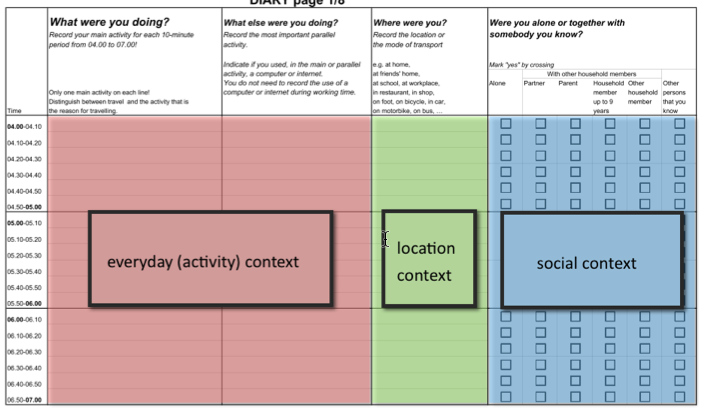 DIARY page 1/8
What were you doing?
Record your main activity for each 10-minute
period from 04.00 to 07.00!
Only one main activity on each line!
Distinguish between travel and the activity that is
the reason for travelling.
What else were you doing?
Record the most important parallel
activity.
Indicate if you used, in the main or parallel
activity, a computer or internet.
You do not need to record the use of a
computer or internet during working time.
Where were you?
Record the location or
the mode of transport
e.g. at home,
at friends' home,
at school, at workplace,
in restaurant, in shop,
on foot, on bicycle, in car,
on motorbike, on bus, ...
Were you alone or together with
somebody you know?
Mark "yes" by crossing
With other household members
Alone
Partner
Parent
Household
member
up to 9
years
Other
household
member
Other
persons
that you
know
Time
04.00-04.10
04.10-04.20
04.20-04.30
04.30-04.40
04.40-04.50
04.50-05.00
05.00-05.10
05.10-05.20
05.20-05.30
05.30-05.40
05.40-05.50
05.50-06.00
06.00-06.10
06.10-06.20
06.20-06.30
06.30-06.40
06.40-06.50
06.50-07.00
everyday (activity) context
location
context
social context